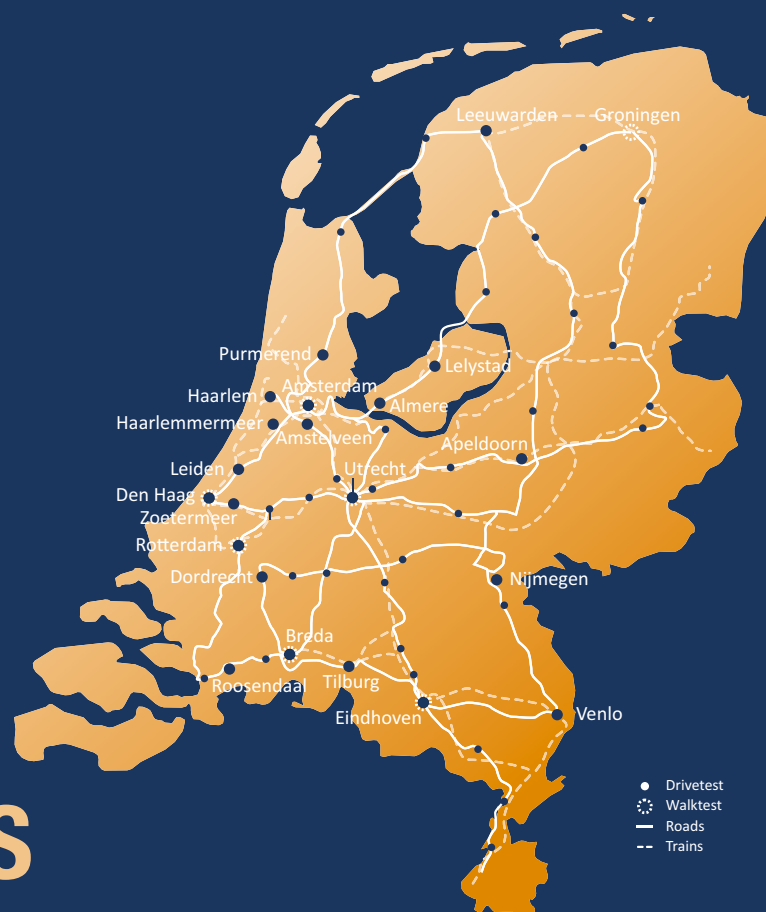 Leeuwarden
Groningen
Purmerend
Lelystad
Amsterdam
Haarlem
Almere
Haarlemmermeer
Amstelveen
Apeldoorn
Leiden
Utrecht
Den Haag
Zoetermeer
Rotterdam
Dordrecht
Nijmegen
Breda
Roosendaal
Tilburg
Eindhoven
Venlo
Drivetest
Walktest
Roads
Trains
S